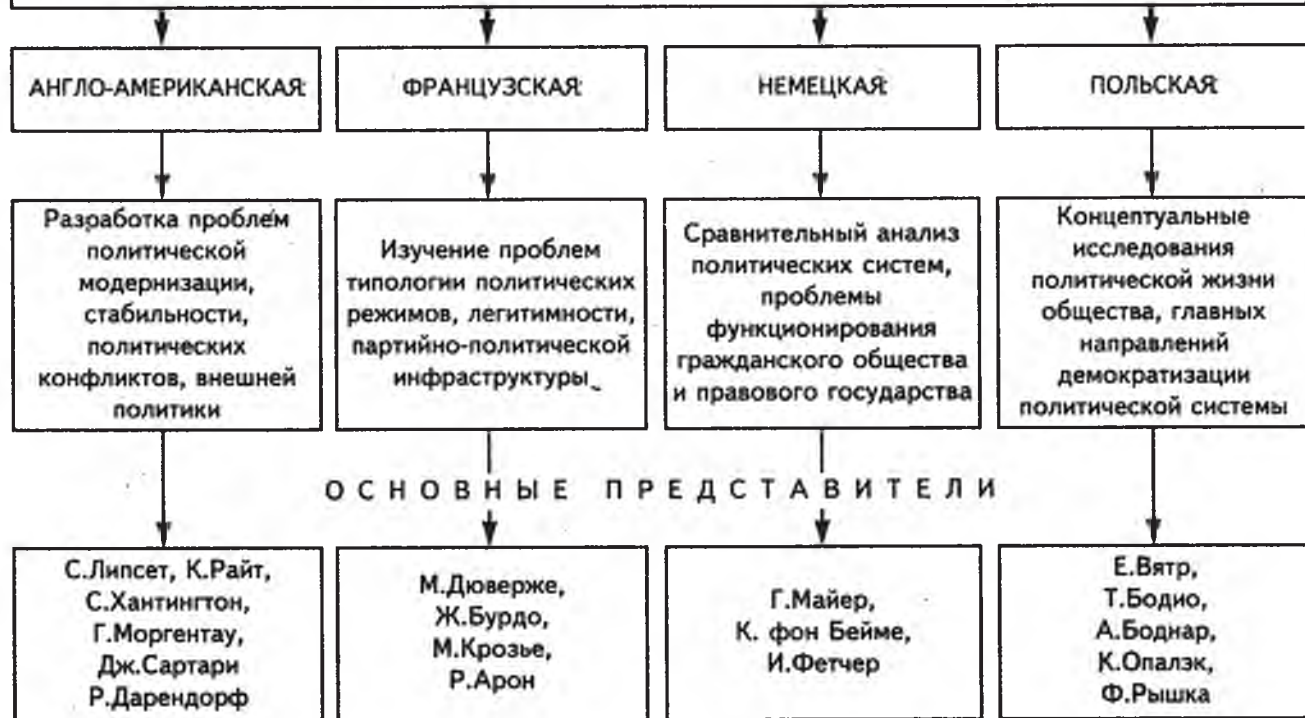 АНГЛО-АМЕРИКАНСКАЯ:
ФРАНЦУЗСКАЯ:
НЕМЕЦКАЯ:
ПОЛЬСКАЯ:
Разработка проблем
политической
модернизации,
стабильности,
политических
конфликтов, внешней
политики
Изучение проблем
типологии политических
режимов, легитимности,
партийно-политической
инфраструктуры
Сравнительный анализ
политических систем,
проблемы
функционирования
гражданского общества
и правового государства
Концептуальные
исследования
политической жизни
общества, главных
направлений
демократизации
политической системы
ОСНОВНЫЕ ПРЕДСТАВИТЕЛИ
С.Липсет, К.Райт,
С.Хантингтон,
Г.Моргентау,
Дж.Сартари
Р.Дарендорф
М.Дюверже,
Ж.Бурдо,
М.Крозье,
Р.Арон
Г.Майер,
К. фон Бейме,
И.Фетчер
Е.Вятр,
Т.Бодио,
А.Боднар,
К.Опалэк,
Ф.Рышка